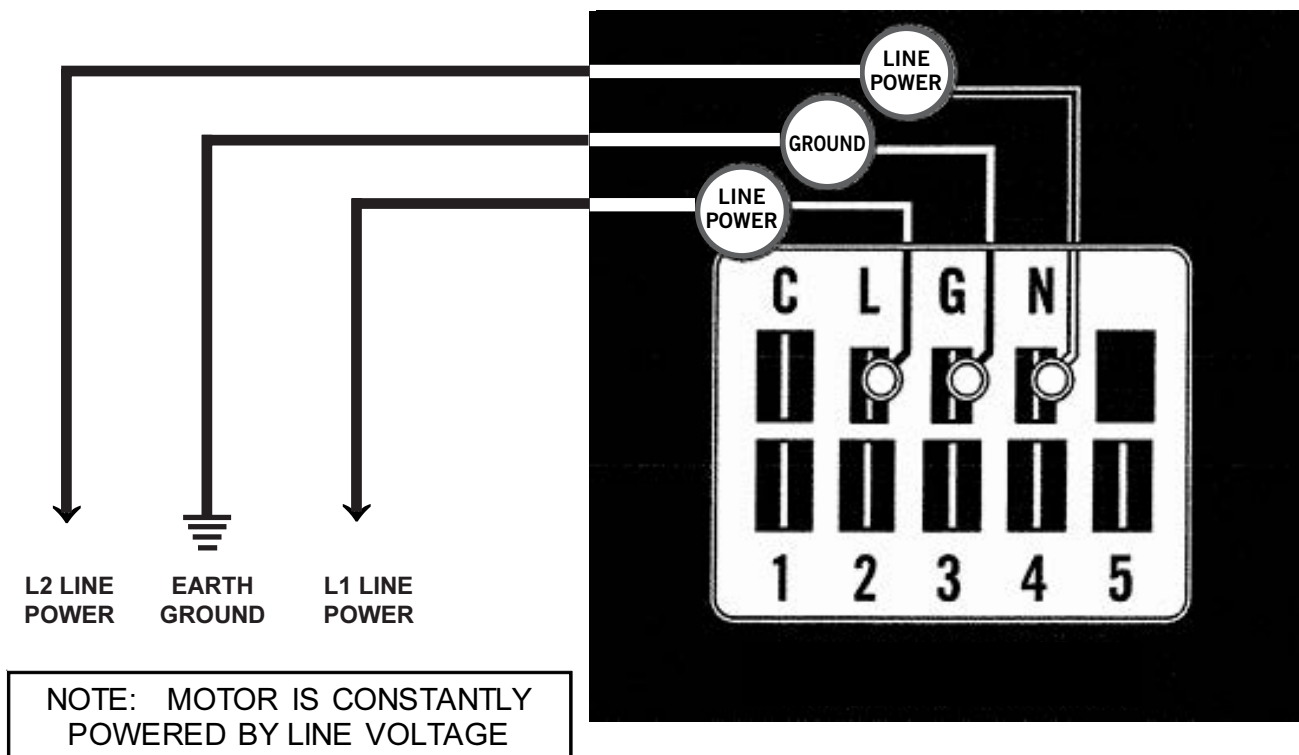 LINE
POWER
GROUND
LINE
POWER
C L G N
1 2 3 4 5
L2 LINE
POWER
EARTH
GROUND
L1 LINE
POWER
NOTE: MOTOR IS CONSTANTLY
POWERED BY LINE VOLTAGE